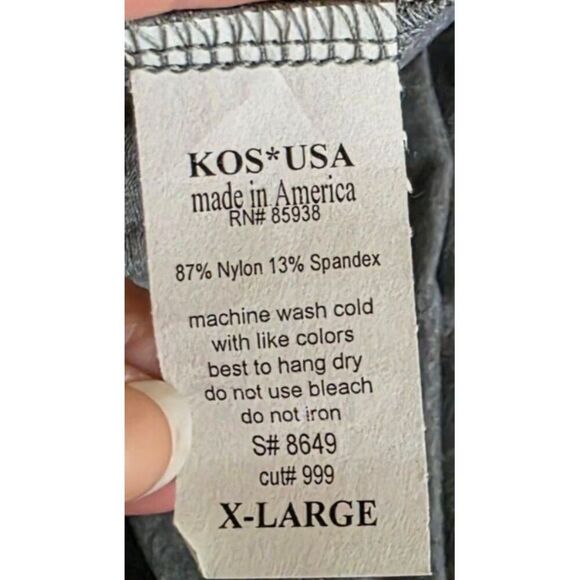 KOS*USA
made in America
RN# 85938
87% Nylon 13% Spandex
machine wash cold
with like colors
best to hang dry
do not use bleach
do not iron
S# 8649
cut# 999
X-LARGE